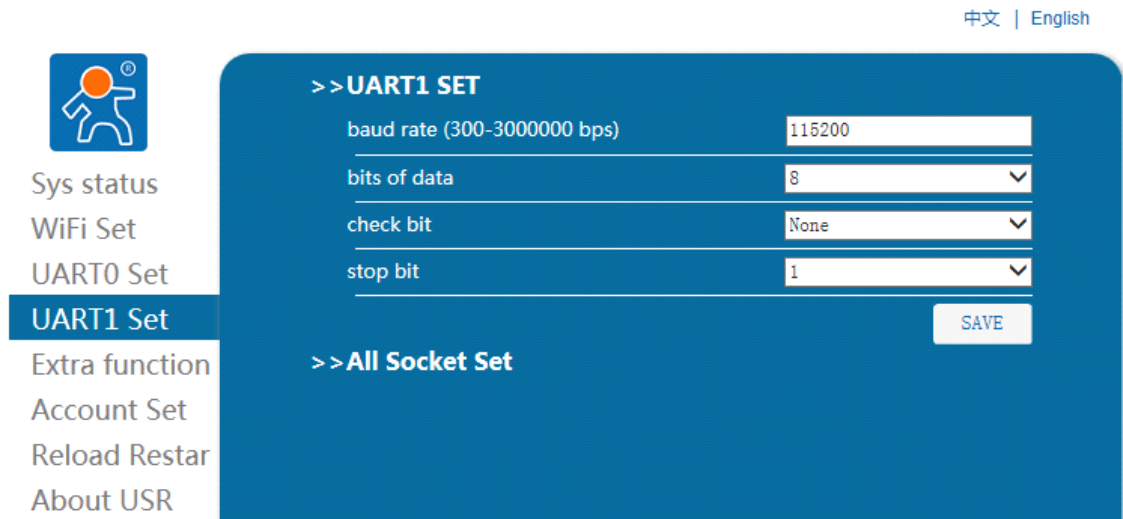 中文 | English
®
Sys status
WiFi Set
UART0 Set
UART1 Set
Extra function
Account Set
Reload Restar
About USR
>>UART1 SET
baud rate (300-3000000 bps) 115200
bits of data 8
check bit None
stop bit 1
SAVE
>>All Socket Set